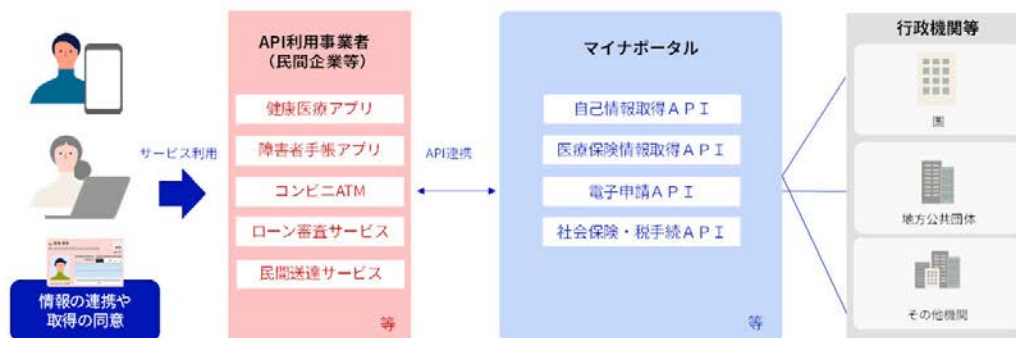 情報の連携や
取得の同意
サービス利用
API利用事業者
（民間企業等）
健康医療アプリ
障害者手帳アプリ
コンビニATM
ローン審査サービス
民間送達サービス
等
API連携
マイナポータル
自己情報取得ＡＰＩ
医療保険情報取得ＡＰＩ
電子申請ＡＰＩ
社会保険・税手続ＡＰＩ
等
行政機関等
国
地方公共団体
その他機関